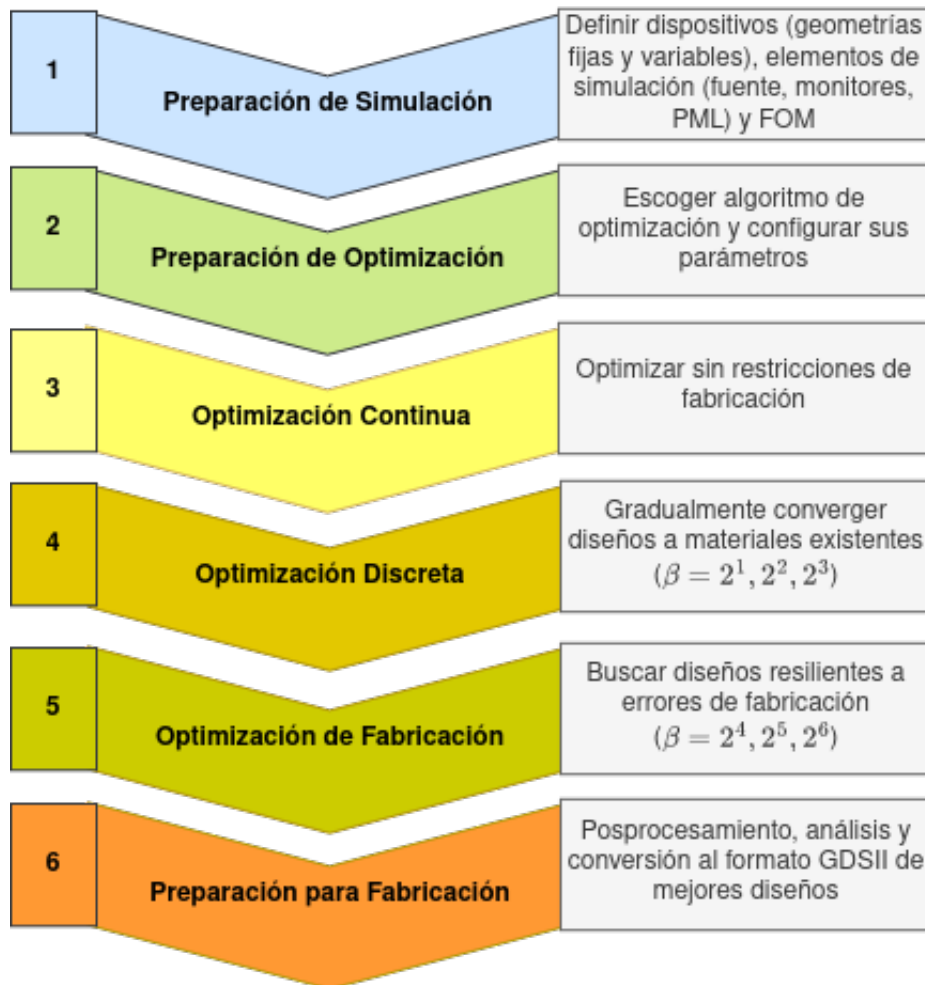 1
Preparación de Simulación
Definir dispositivos (geometrías
fijas y variables), elementos de
simulación (fuente, monitores,
PML) y FOM
2
Preparación de Optimización
Escoger algoritmo de
optimización y configurar sus
parámetros
3
Optimización Continua
Optimizar sin restricciones de
fabricación
4
Optimización Discreta
Gradualmente converger
diseños a materiales existentes
(β = 2¹, 2², 2³)
5
Optimización de Fabricación
Buscar diseños resilientes a
errores de fabricación
(β = 2⁴, 2⁵, 2⁶)
6
Preparación para Fabricación
Posprocesamiento, análisis y
conversión al formato GDSII de
mejores diseños